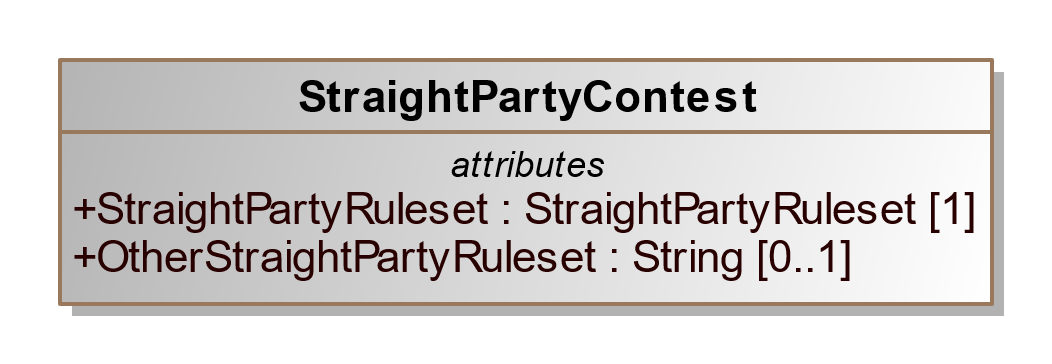 StraightPartyContest
attributes
+StraightPartyRuleset : StraightPartyRuleset [1]
+OtherStraightPartyRuleset : String [0..1]